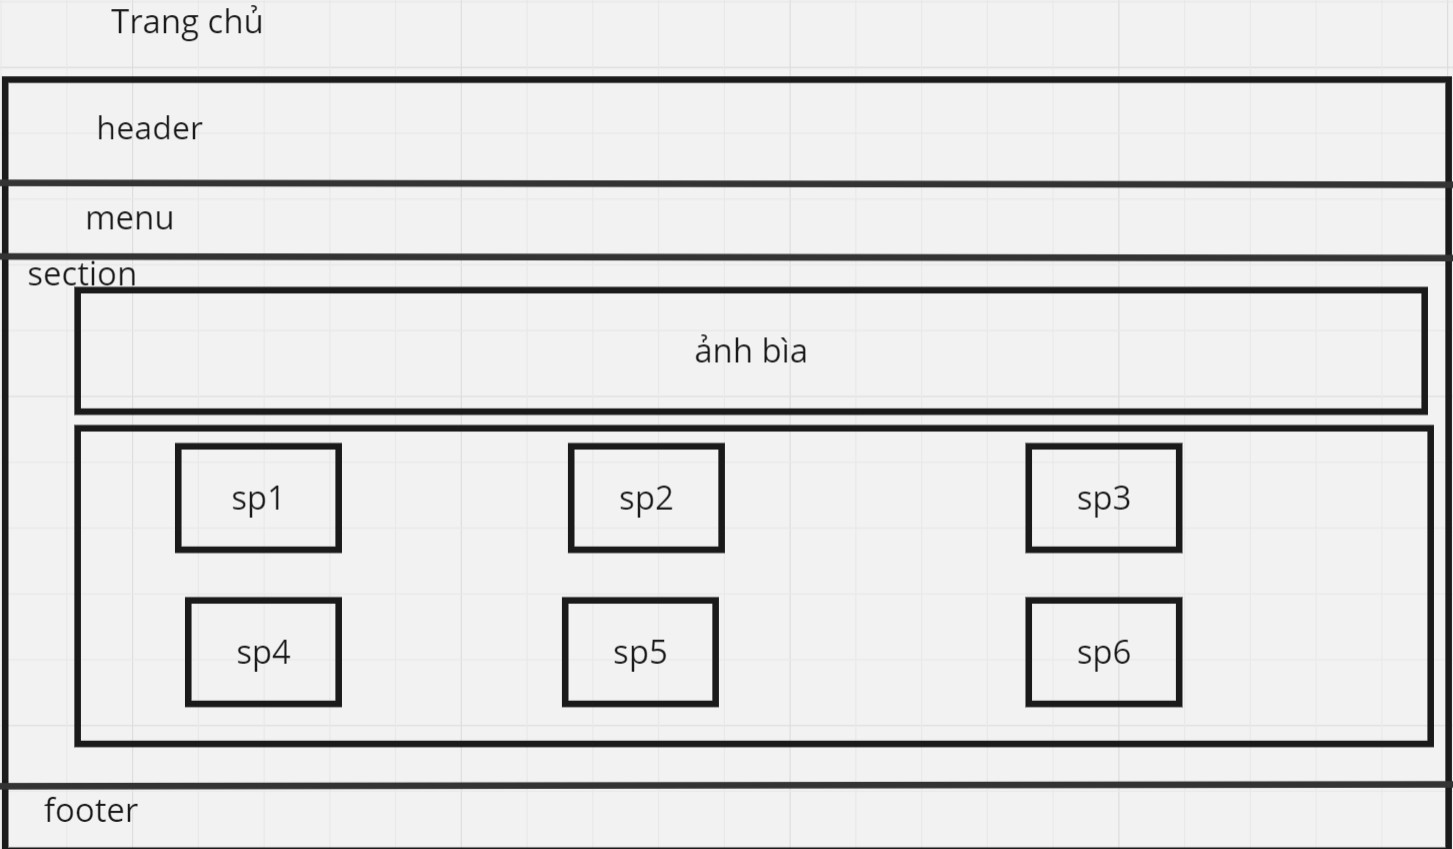 Trang chủ
header
menu
section
ảnh bìa
sp1
sp2
sp3
sp4
sp5
sp6
footer